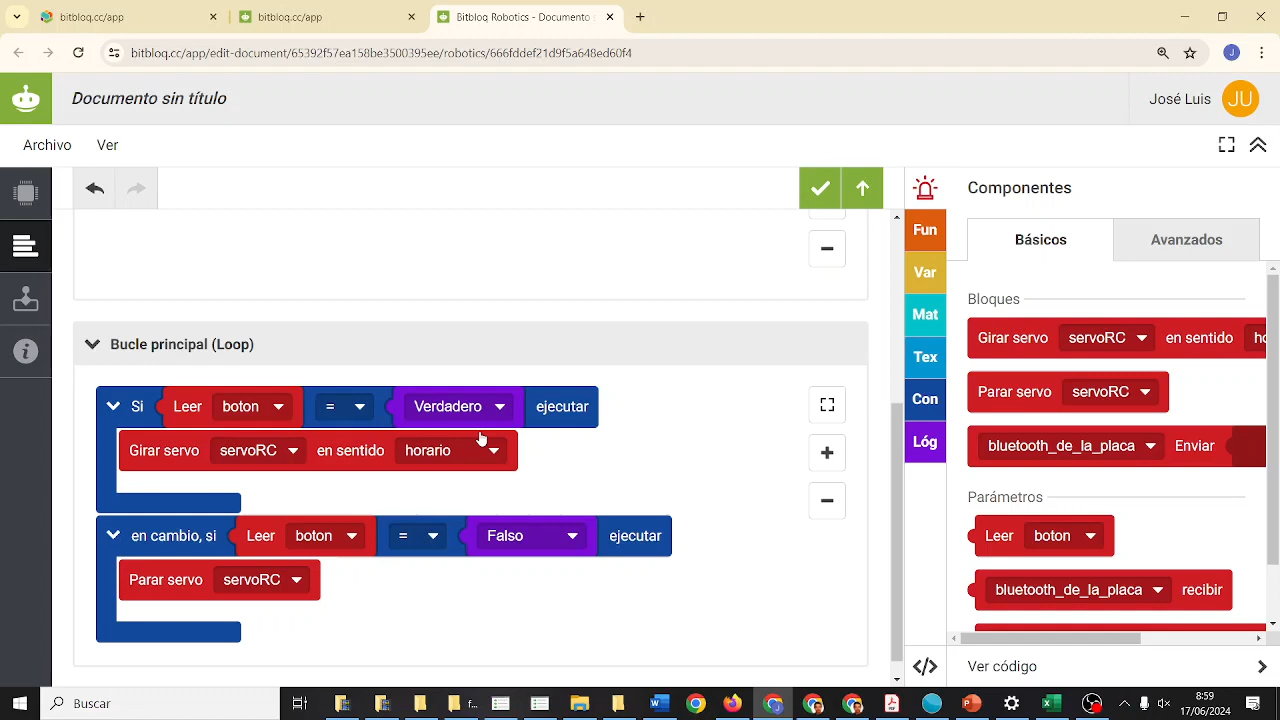 bitbloq.cc/app
bitbloq.cc/app
Bitbloq Robotics - Documento
bitbloq.cc/app/edit-document/65392f57ea158be3500395ee/robotics/666fddef21d9f5a648ed60f4
J
Documento sin título
José Luis
JU
Archivo
Ver
Componentes
Básicos
Avanzados
Fun
Var
Mat
Tex
Con
Lóg
Bloques
Girar servo servoRC en sentido ho
Parar servo servoRC
bluetooth_de_la_placa Enviar
Parámetros
Leer boton
bluetooth_de_la_placa recibir
Ver código
Bucle principal (Loop)
Si Leer boton = Verdadero ejecutar
Girar servo servoRC en sentido horario
en cambio, si Leer boton = Falso ejecutar
Parar servo servoRC
Buscar
8:59
17/06/2024